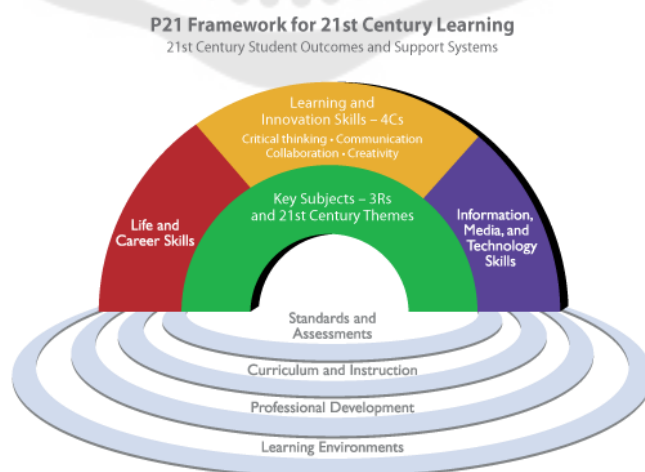 P21 Framework for 21st Century Learning
21st Century Student Outcomes and Support Systems
Learning and
Innovation Skills – 4Cs
Critical thinking • Communication
Collaboration • Creativity
Key Subjects – 3Rs
and 21st Century Themes
Life and
Career Skills
Information,
Media, and
Technology
Skills
Standards and
Assessments
Curriculum and Instruction
Professional Development
Learning Environments